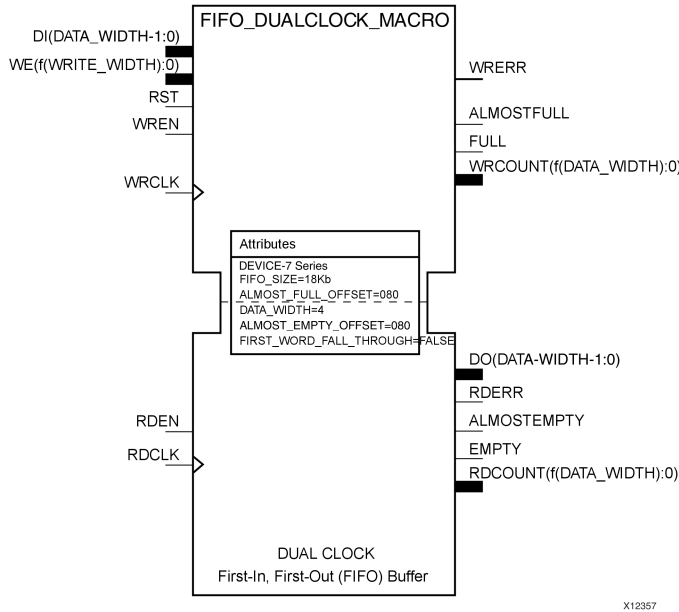 FIFO_DUALCLOCK_MACRO
DI(DATA_WIDTH-1:0)
WE(f(WRITE_WIDTH):0)
RST
WREN
WRCLK
WRERR
ALMOSTFULL
FULL
WRCOUNT(f(DATA_WIDTH):0)
Attributes
DEVICE-7 Series
FIFO_SIZE=18Kb
ALMOST_FULL_OFFSET=080
DATA_WIDTH=4
ALMOST_EMPTY_OFFSET=080
FIRST_WORD_FALL_THROUGH=FALSE
RDEN
RDCLK
DO(DATA-WIDTH-1:0)
RDERR
ALMOSTEMPTY
EMPTY
RDCOUNT(f(DATA_WIDTH):0)
DUAL CLOCK
First-In, First-Out (FIFO) Buffer
X12357